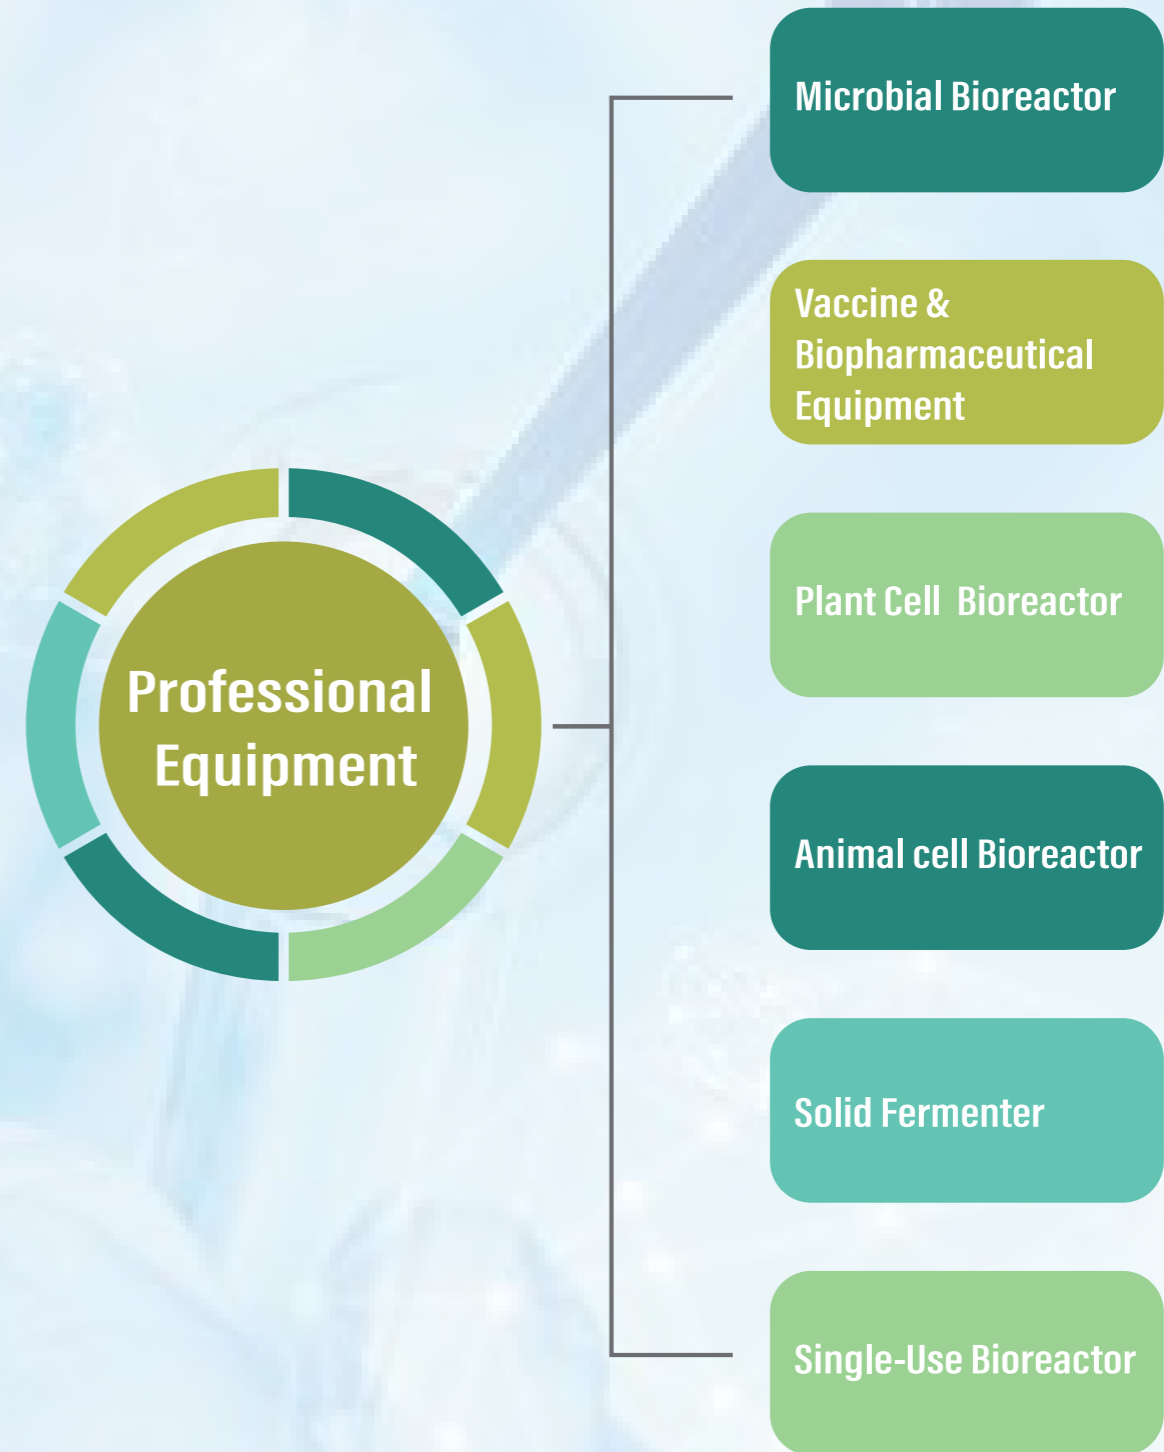 Microbial Bioreactor
Vaccine &
Biopharmaceutical
Equipment
Plant Cell Bioreactor
Professional
Equipment
Animal cell Bioreactor
Solid Fermenter
Single-Use Bioreactor